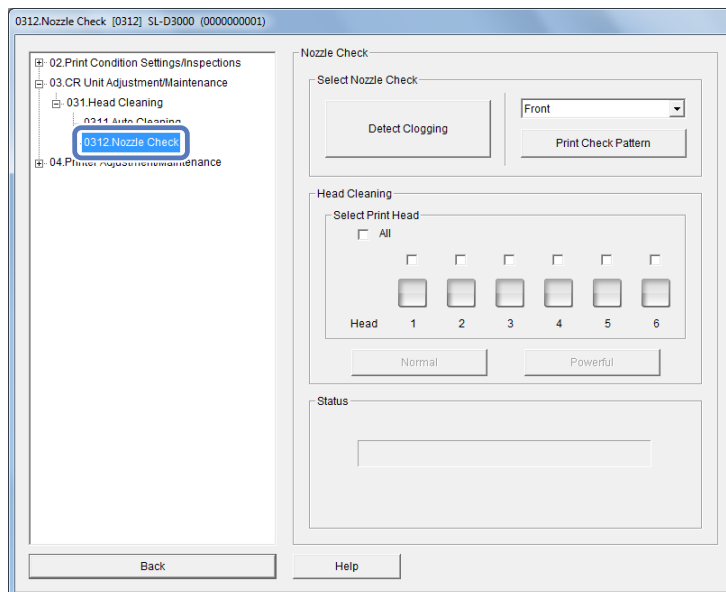 0312.Nozzle Check [0312] SL-D3000 (0000000001)
02.Print Condition Settings/Inspections
03.CR Unit Adjustment/Maintenance
031.Head Cleaning
0311.Auto Cleaning
0312.Nozzle Check
04.Printer Adjustment/Maintenance
Back
Nozzle Check
Select Nozzle Check
Detect Clogging
Front
Print Check Pattern
Head Cleaning
Select Print Head
All
Head 1 2 3 4 5 6
Normal Powerful
Status
Help